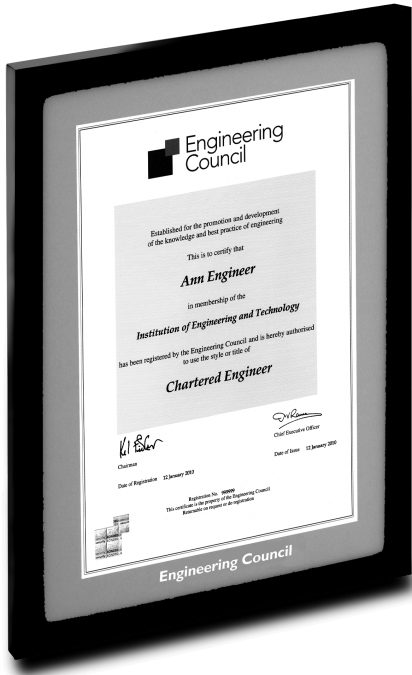 Engineering
Council
Established for the promotion and development
of the knowledge and best practice of engineering
This is to certify that
Ann Engineer
in membership of the
Institution of Engineering and Technology
has been registered by the Engineering Council and is hereby authorised
to use the style or title of
Chartered Engineer
Chairman
Chief Executive Officer
Date of Registration 12 January 2010
Date of Issue 12 January 2010
Registration No. 999999
This certificate is the property of the Engineering Council
Returnable on request or de-registration
Engineering Council